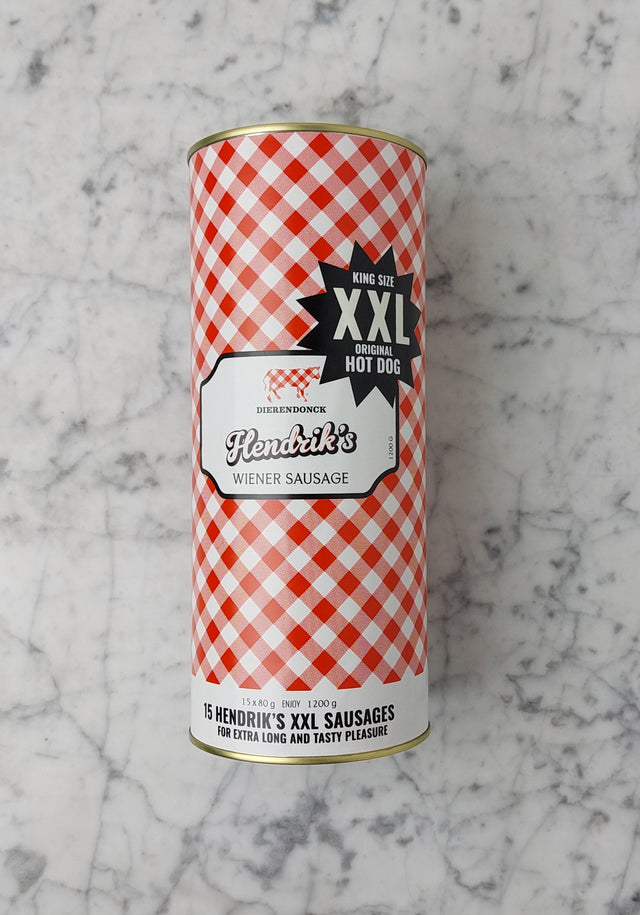 KING SIZE
XXL
ORIGINAL
HOT DOG
DIERENDONCK
Hendrik's
WIENER SAUSAGE
1200 G
15 x 80 g ENJOY 1200 g
15 HENDRIK'S XXL SAUSAGES
FOR EXTRA LONG AND TASTY PLEASURE